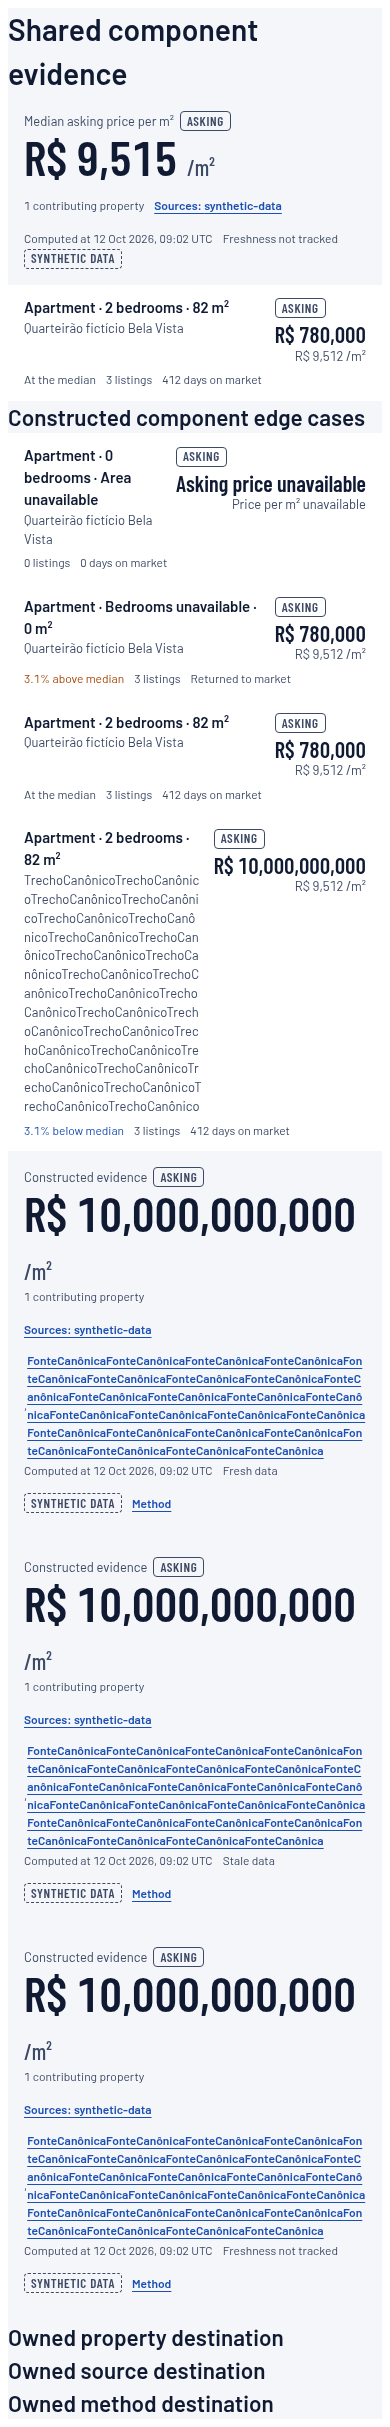 Shared component
evidence
Median asking price per m² ASKING
R$ 9,515 /m²
1 contributing property Sources: synthetic-data
Computed at 12 Oct 2026, 09:02 UTC Freshness not tracked
SYNTHETIC DATA
Apartment · 2 bedrooms · 82 m² ASKING
Quarteirão fictício Bela Vista R$ 780,000
R$ 9,512 /m²
At the median 3 listings 412 days on market
Constructed component edge cases
Apartment · 0 ASKING
bedrooms · Area
unavailable Asking price unavailable
Quarteirão fictício Bela Price per m² unavailable
Vista
0 listings 0 days on market
Apartment · Bedrooms unavailable · ASKING
0 m² R$ 780,000
Quarteirão fictício Bela Vista R$ 9,512 /m²
3.1% above median 3 listings Returned to market
Apartment · 2 bedrooms · 82 m² ASKING
Quarteirão fictício Bela Vista R$ 780,000
R$ 9,512 /m²
At the median 3 listings 412 days on market
Apartment · 2 bedrooms · ASKING
82 m² R$ 10,000,000,000
TrechoCanônicoTrechoCanônic R$ 9,512 /m²
oTrechoCanônicoTrechoCanôni
coTrechoCanônicoTrechoCanô
nicoTrechoCanônicoTrechoCan
ônicoTrechoCanônicoTrechoCa
nônicoTrechoCanônicoTrechoC
anônicoTrechoCanônicoTrecho
CanônicoTrechoCanônicoTrech
oCanônicoTrechoCanônicoTrec
hoCanônicoTrechoCanônicoTre
choCanônicoTrechoCanônicoTr
echoCanônicoTrechoCanônicoT
rechoCanônicoTrechoCanônico
3.1% below median 3 listings 412 days on market
Constructed evidence ASKING
R$ 10,000,000,000
/m²
1 contributing property
Sources: synthetic-data
FonteCanônicaFonteCanônicaFonteCanônicaFonteCanônicaFon
teCanônicaFonteCanônicaFonteCanônicaFonteCanônicaFonteC
anônicaFonteCanônicaFonteCanônicaFonteCanônicaFonteCanô
, nicaFonteCanônicaFonteCanônicaFonteCanônicaFonteCanônica
FonteCanônicaFonteCanônicaFonteCanônicaFonteCanônicaFon
teCanônicaFonteCanônicaFonteCanônicaFonteCanônica
Computed at 12 Oct 2026, 09:02 UTC Fresh data
SYNTHETIC DATA Method
Constructed evidence ASKING
R$ 10,000,000,000
/m²
1 contributing property
Sources: synthetic-data
FonteCanônicaFonteCanônicaFonteCanônicaFonteCanônicaFon
teCanônicaFonteCanônicaFonteCanônicaFonteCanônicaFonteC
anônicaFonteCanônicaFonteCanônicaFonteCanônicaFonteCanô
, nicaFonteCanônicaFonteCanônicaFonteCanônicaFonteCanônica
FonteCanônicaFonteCanônicaFonteCanônicaFonteCanônicaFon
teCanônicaFonteCanônicaFonteCanônicaFonteCanônica
Computed at 12 Oct 2026, 09:02 UTC Stale data
SYNTHETIC DATA Method
Constructed evidence ASKING
R$ 10,000,000,000
/m²
1 contributing property
Sources: synthetic-data
FonteCanônicaFonteCanônicaFonteCanônicaFonteCanônicaFon
teCanônicaFonteCanônicaFonteCanônicaFonteCanônicaFonteC
anônicaFonteCanônicaFonteCanônicaFonteCanônicaFonteCanô
, nicaFonteCanônicaFonteCanônicaFonteCanônicaFonteCanônica
FonteCanônicaFonteCanônicaFonteCanônicaFonteCanônicaFon
teCanônicaFonteCanônicaFonteCanônicaFonteCanônica
Computed at 12 Oct 2026, 09:02 UTC Freshness not tracked
SYNTHETIC DATA Method
Owned property destination
Owned source destination
Owned method destination